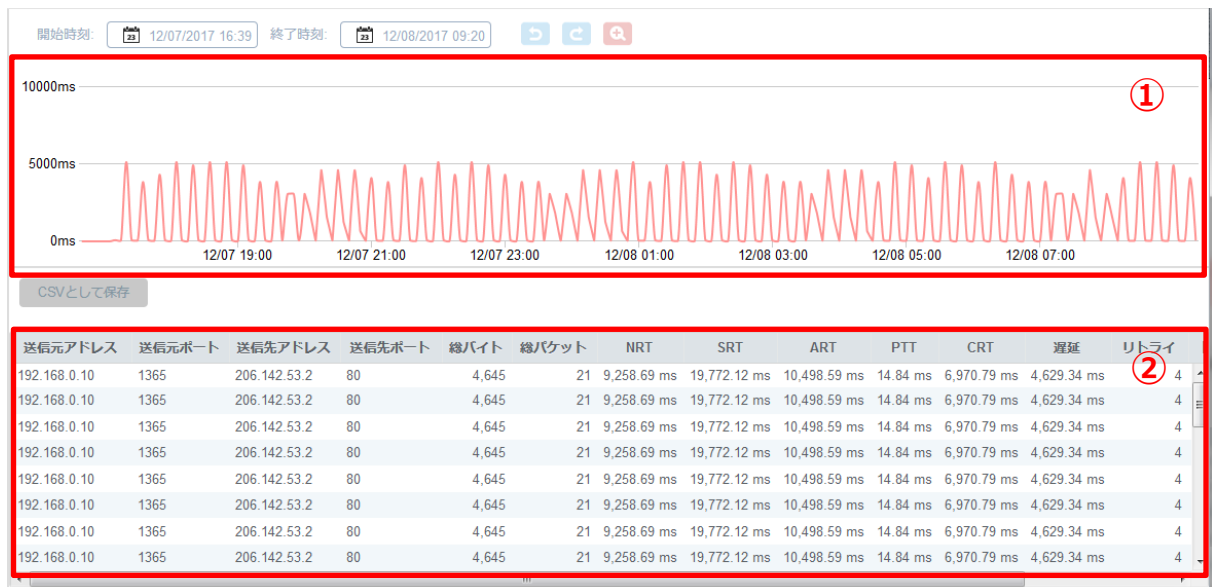 開始時刻: 23 12/07/2017 16:39 終了時刻: 23 12/08/2017 09:20
10000ms
①
5000ms
0ms
12/07 19:00 12/07 21:00 12/07 23:00 12/08 01:00 12/08 03:00 12/08 05:00 12/08 07:00
CSVとして保存
送信元アドレス 送信元ポート 送信先アドレス 送信先ポート 総バイト 総パケット NRT SRT ART PTT CRT 遅延 リトライ
②
192.168.0.10 1365 206.142.53.2 80 4,645 21 9,258.69 ms 19,772.12 ms 10,498.59 ms 14.84 ms 6,970.79 ms 4,629.34 ms 4
192.168.0.10 1365 206.142.53.2 80 4,645 21 9,258.69 ms 19,772.12 ms 10,498.59 ms 14.84 ms 6,970.79 ms 4,629.34 ms 4
192.168.0.10 1365 206.142.53.2 80 4,645 21 9,258.69 ms 19,772.12 ms 10,498.59 ms 14.84 ms 6,970.79 ms 4,629.34 ms 4
192.168.0.10 1365 206.142.53.2 80 4,645 21 9,258.69 ms 19,772.12 ms 10,498.59 ms 14.84 ms 6,970.79 ms 4,629.34 ms 4
192.168.0.10 1365 206.142.53.2 80 4,645 21 9,258.69 ms 19,772.12 ms 10,498.59 ms 14.84 ms 6,970.79 ms 4,629.34 ms 4
192.168.0.10 1365 206.142.53.2 80 4,645 21 9,258.69 ms 19,772.12 ms 10,498.59 ms 14.84 ms 6,970.79 ms 4,629.34 ms 4
192.168.0.10 1365 206.142.53.2 80 4,645 21 9,258.69 ms 19,772.12 ms 10,498.59 ms 14.84 ms 6,970.79 ms 4,629.34 ms 4
192.168.0.10 1365 206.142.53.2 80 4,645 21 9,258.69 ms 19,772.12 ms 10,498.59 ms 14.84 ms 6,970.79 ms 4,629.34 ms 4